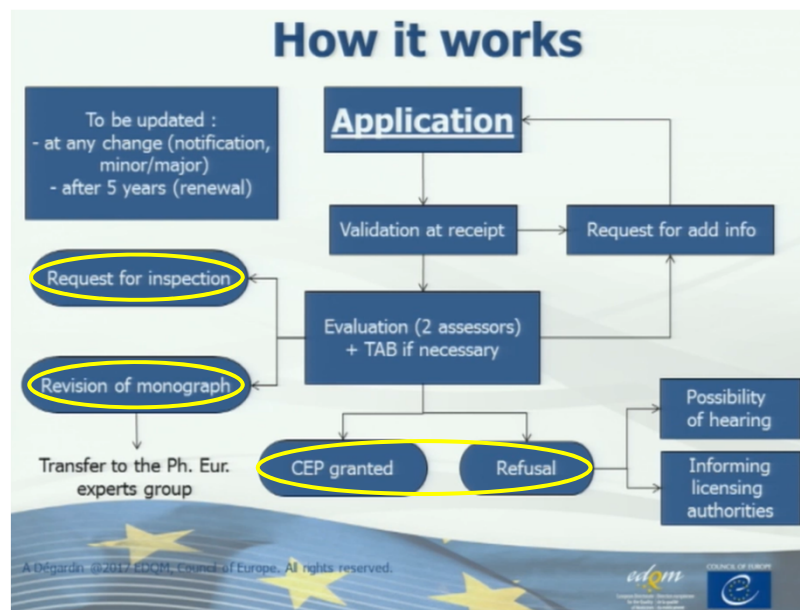 How it works
To be updated :
- at any change (notification,
minor/major)
- after 5 years (renewal)
Application
Validation at receipt
Request for add info
Request for inspection
Evaluation (2 assessors)
+ TAB if necessary
Revision of monograph
Possibility
of hearing
Transfer to the Ph. Eur.
experts group
CEP granted
Refusal
Informing
licensing
authorities
A Dégardin @2017 EDQM, Council of Europe. All rights reserved.
edqm
COUNCIL OF EUROPE